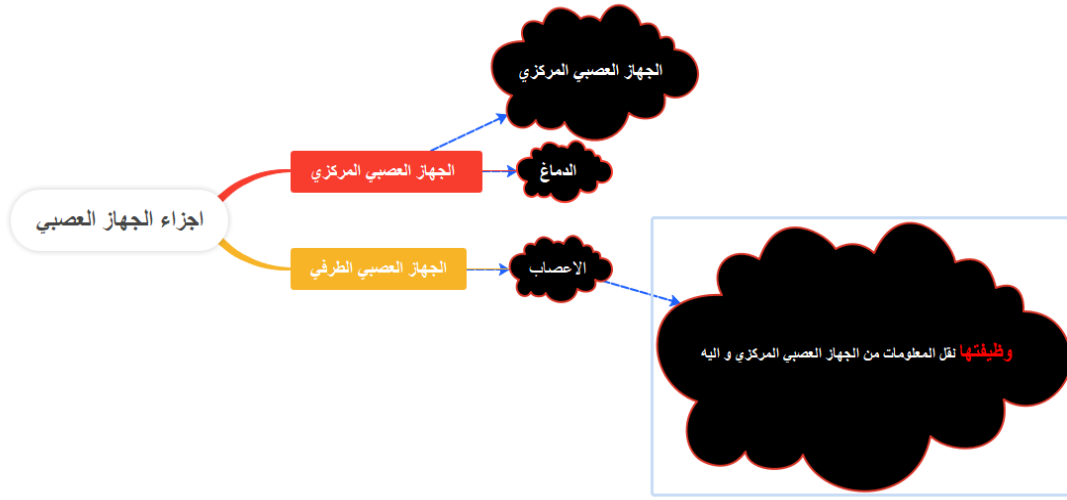 الجهاز العصبي المركزي
الجهاز العصبي المركزي
الدماغ
اجزاء الجهاز العصبي
الجهاز العصبي الطرفي
الاعصاب
وظيفتها نقل المعلومات من الجهاز العصبي المركزي و اليه